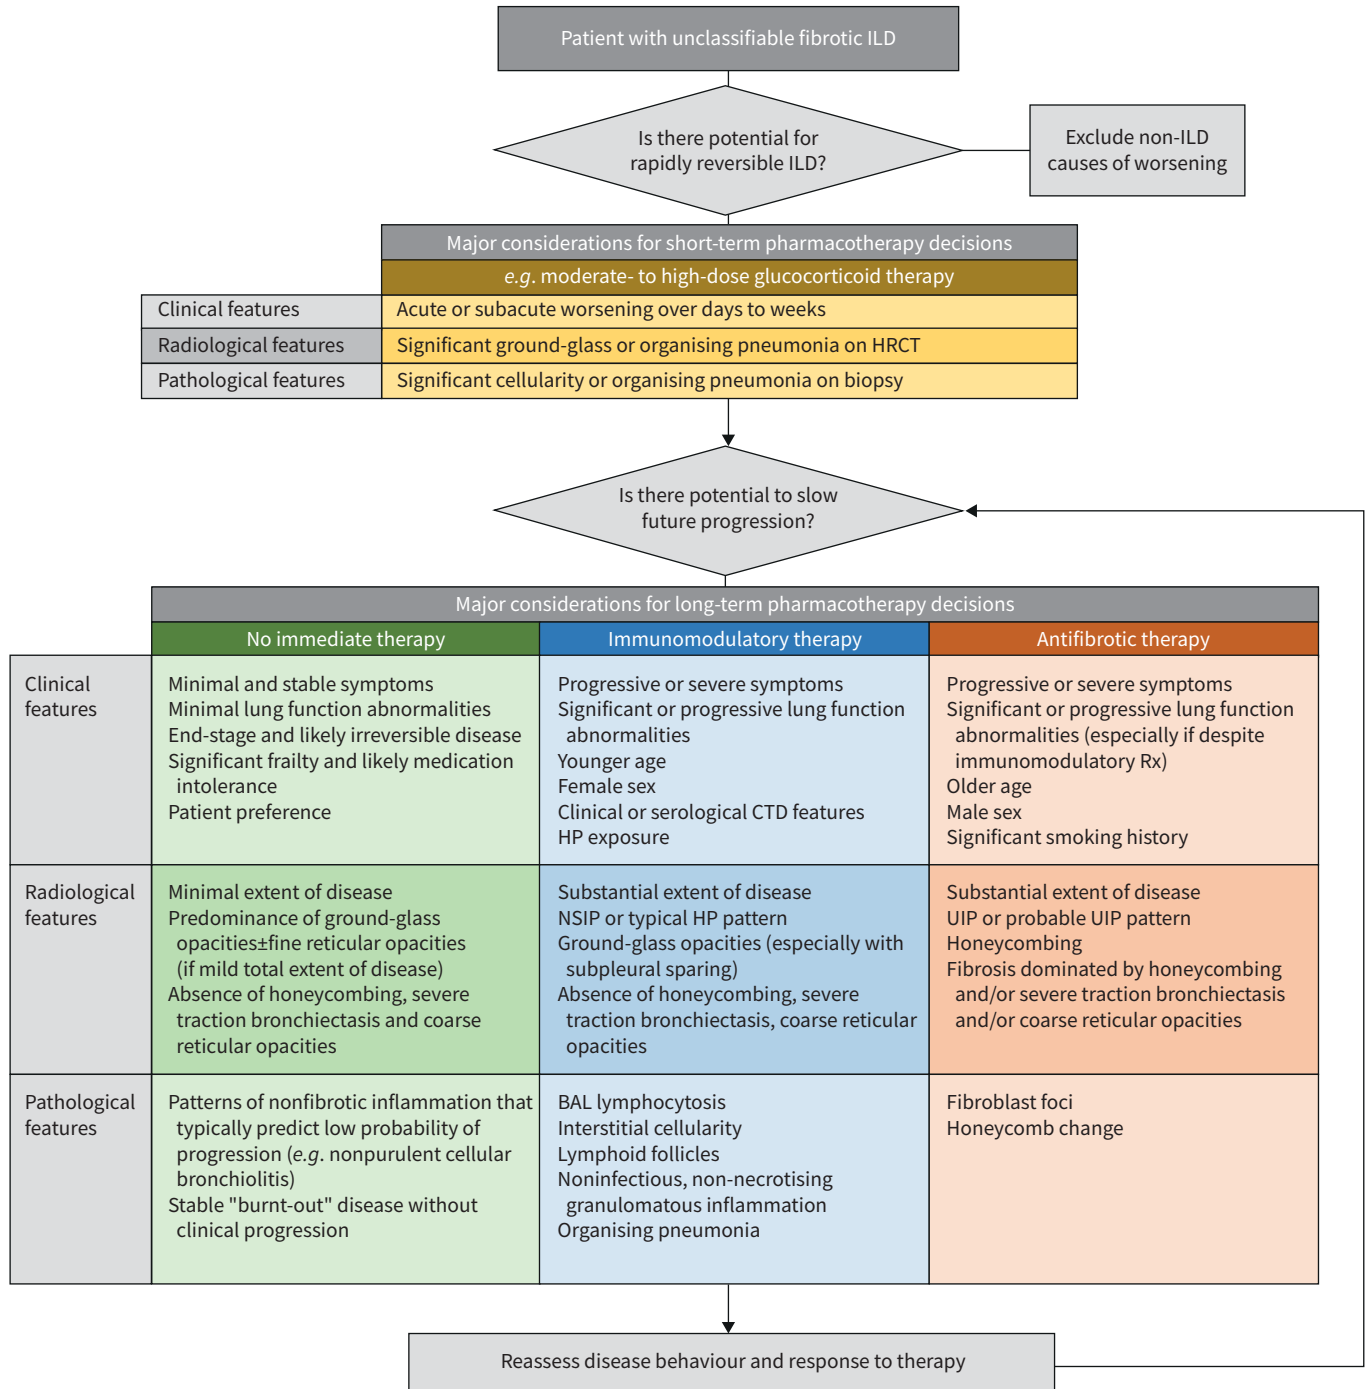 Patient with unclassifiable fibrotic ILD
Is there potential for
rapidly reversible ILD?
Exclude non-ILD
causes of worsening
Major considerations for short-term pharmacotherapy decisions
e.g. moderate- to high-dose glucocorticoid therapy
Clinical features
Acute or subacute worsening over days to weeks
Radiological features
Significant ground-glass or organising pneumonia on HRCT
Pathological features
Significant cellularity or organising pneumonia on biopsy
Is there potential to slow
future progression?
Major considerations for long-term pharmacotherapy decisions
No immediate therapy
Immunomodulatory therapy
Antifibrotic therapy
Clinical
features
Minimal and stable symptoms
Minimal lung function abnormalities
End-stage and likely irreversible disease
Significant frailty and likely medication
intolerance
Patient preference
Progressive or severe symptoms
Significant or progressive lung function
abnormalities
Younger age
Female sex
Clinical or serological CTD features
HP exposure
Progressive or severe symptoms
Significant or progressive lung function
abnormalities (especially if despite
immunomodulatory Rx)
Older age
Male sex
Significant smoking history
Radiological
features
Minimal extent of disease
Predominance of ground-glass
opacities±fine reticular opacities
(if mild total extent of disease)
Absence of honeycombing, severe
traction bronchiectasis and coarse
reticular opacities
Substantial extent of disease
NSIP or typical HP pattern
Ground-glass opacities (especially with
subpleural sparing)
Absence of honeycombing, severe
traction bronchiectasis, coarse reticular
opacities
Substantial extent of disease
UIP or probable UIP pattern
Honeycombing
Fibrosis dominated by honeycombing
and/or severe traction bronchiectasis
and/or coarse reticular opacities
Pathological
features
Patterns of nonfibrotic inflammation that
typically predict low probability of
progression (e.g. nonpurulent cellular
bronchiolitis)
Stable "burnt-out" disease without
clinical progression
BAL lymphocytosis
Interstitial cellularity
Lymphoid follicles
Noninfectious, non-necrotising
granulomatous inflammation
Organising pneumonia
Fibroblast foci
Honeycomb change
Reassess disease behaviour and response to therapy